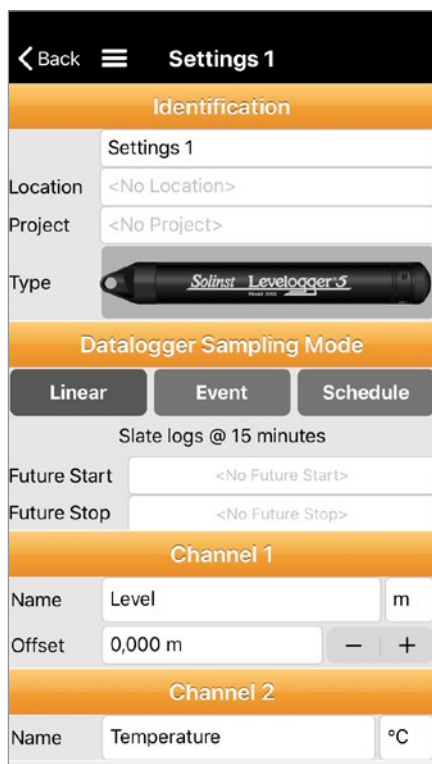 Back Settings 1
Identification
Settings 1
Location <No Location>
Project <No Project>
Type Solinst Levelogger 5
Datalogger Sampling Mode
Linear Event Schedule
Slate logs @ 15 minutes
Future Start <No Future Start>
Future Stop <No Future Stop>
Channel 1
Name Level m
Offset 0,000 m − +
Channel 2
Name Temperature °C